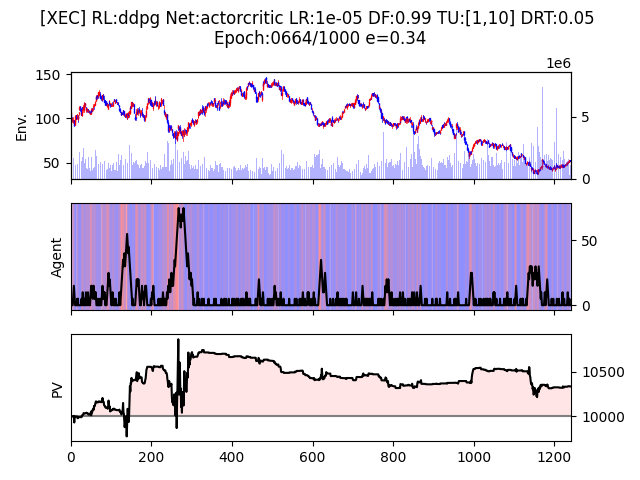 [XEC] RL:ddpg Net:actorcritic LR:1e-05 DF:0.99 TU:[1,10] DRT:0.05
Epoch:0664/1000 e=0.34
1e6
150
100
50
Env.
5
0
Agent
50
0
PV
10500
10000
0 200 400 600 800 1000 1200